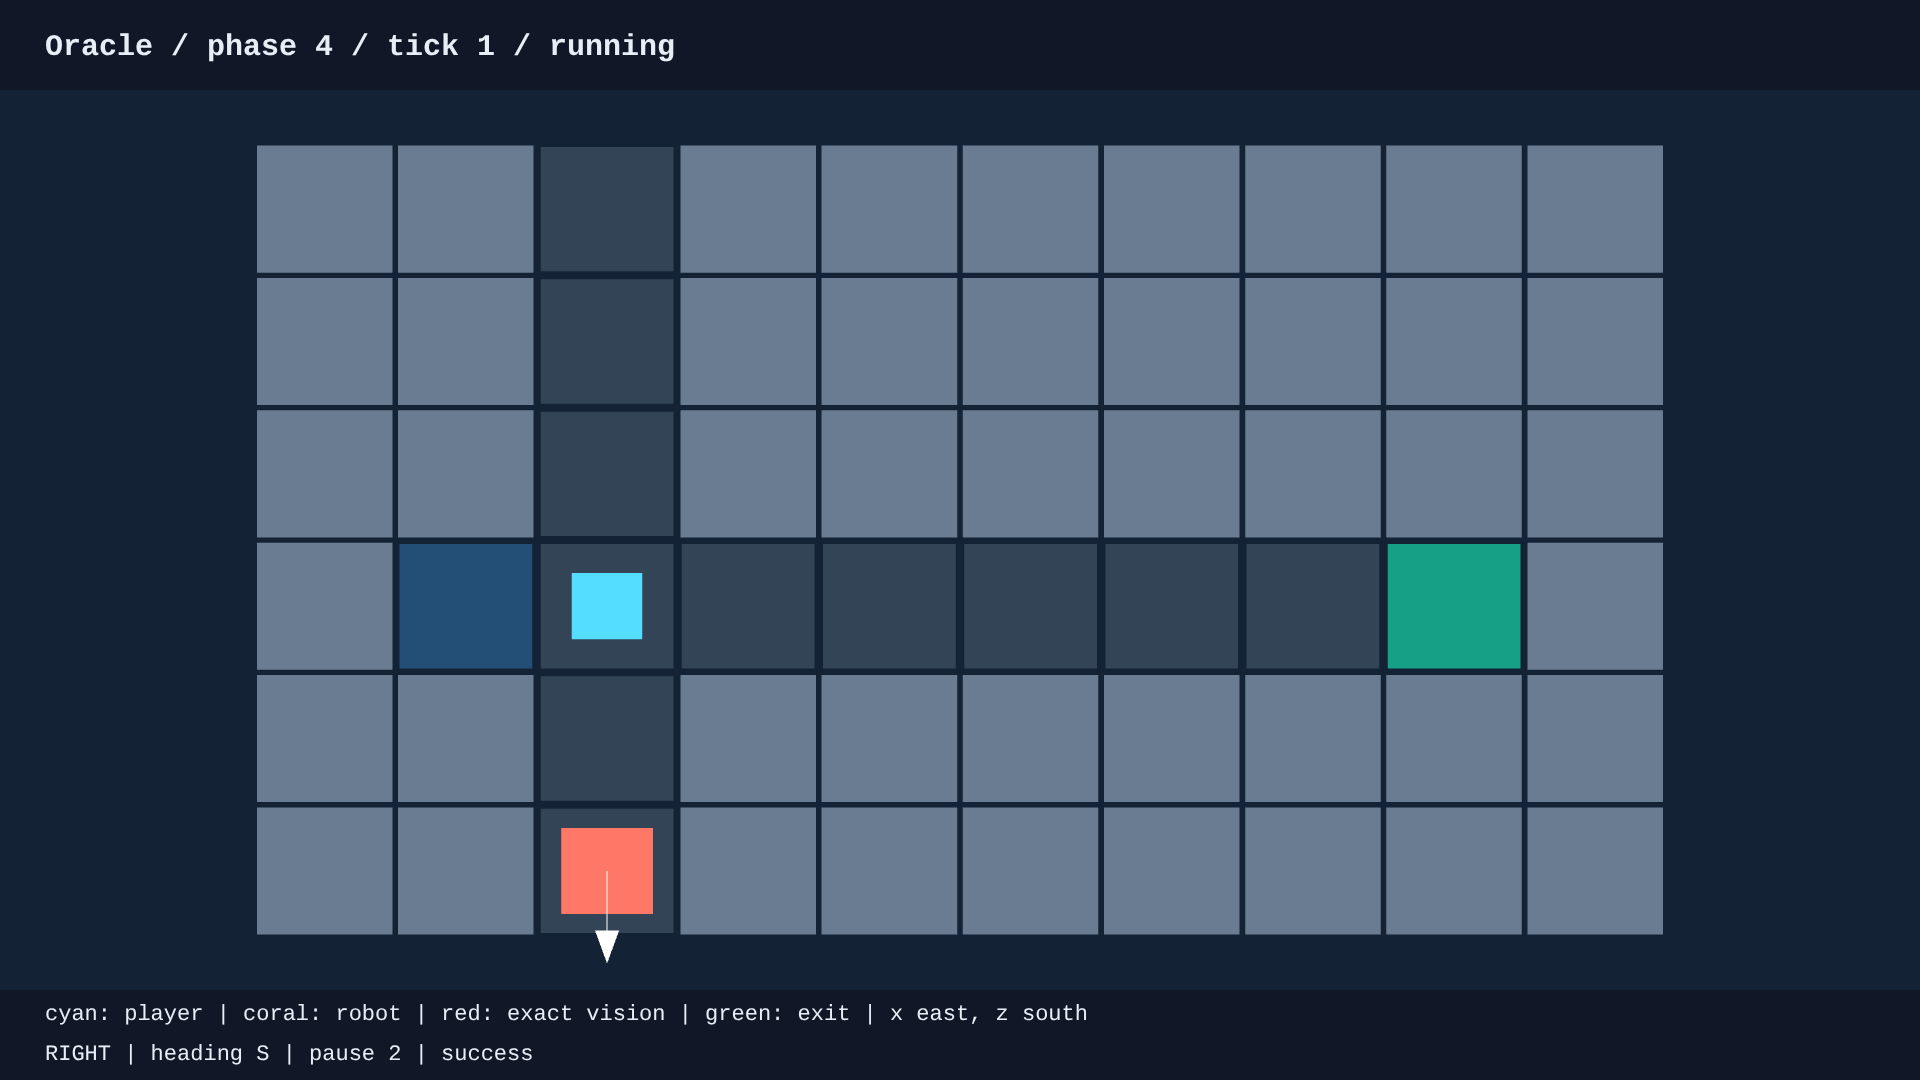 Oracle / phase 4 / tick 1 / running
cyan: player | coral: robot | red: exact vision | green: exit | x east, z south
RIGHT | heading S | pause 2 | success